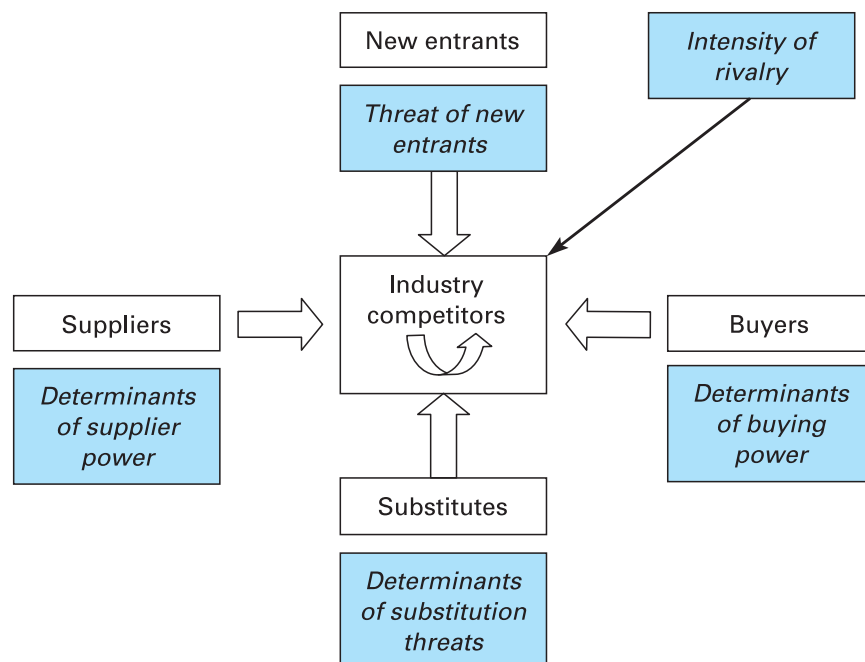 New entrants
Intensity of
rivalry
Threat of new
entrants
Industry
competitors
Suppliers
Buyers
Determinants
of supplier
power
Determinants
of buying
power
Substitutes
Determinants
of substitution
threats